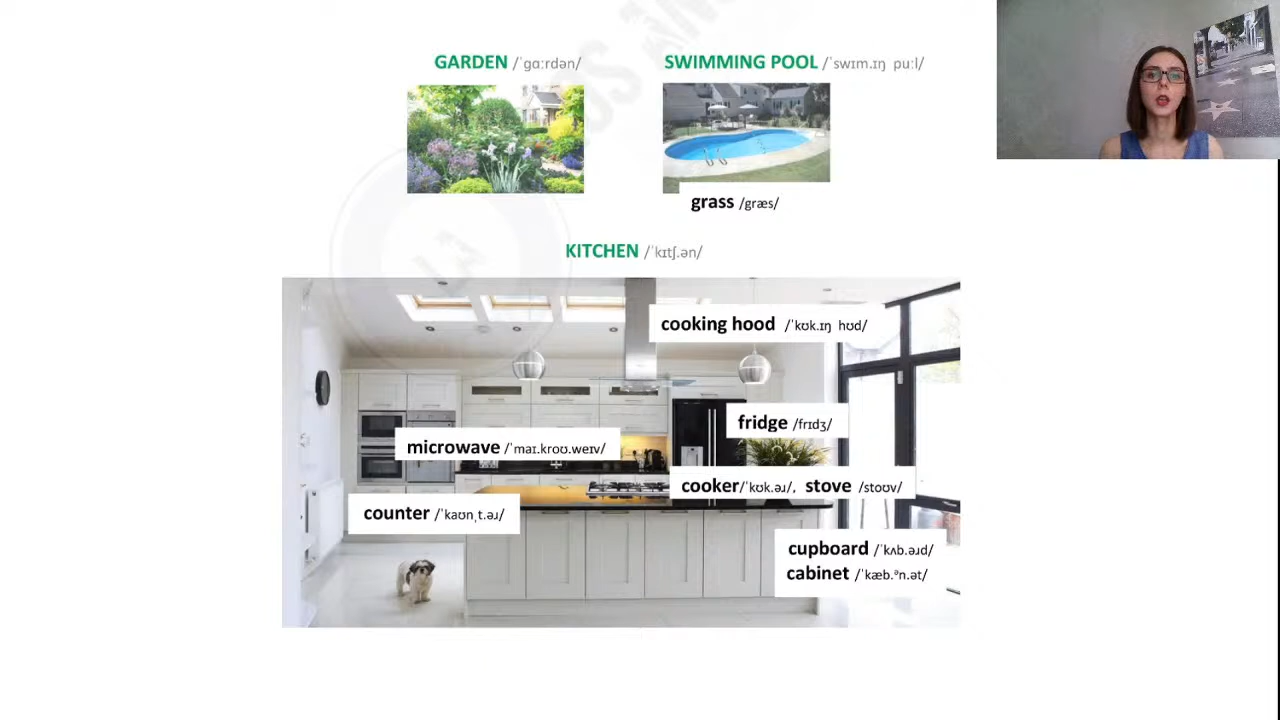 GARDEN /ˈɡɑːrdən/
SWIMMING POOL /ˈswɪm.ɪŋ puːl/
grass /ɡræs/
KITCHEN /ˈkɪtʃ.ən/
cooking hood /ˈkʊk.ɪŋ hʊd/
fridge /frɪdʒ/
microwave /ˈmaɪ.kroʊ.weɪv/
cooker/ˈkʊk.əɹ/, stove /stoʊv/
counter /ˈkaʊn˛t.əɹ/
cupboard /ˈkʌb.əɹd/
cabinet /ˈkæb.ᵊn.ət/